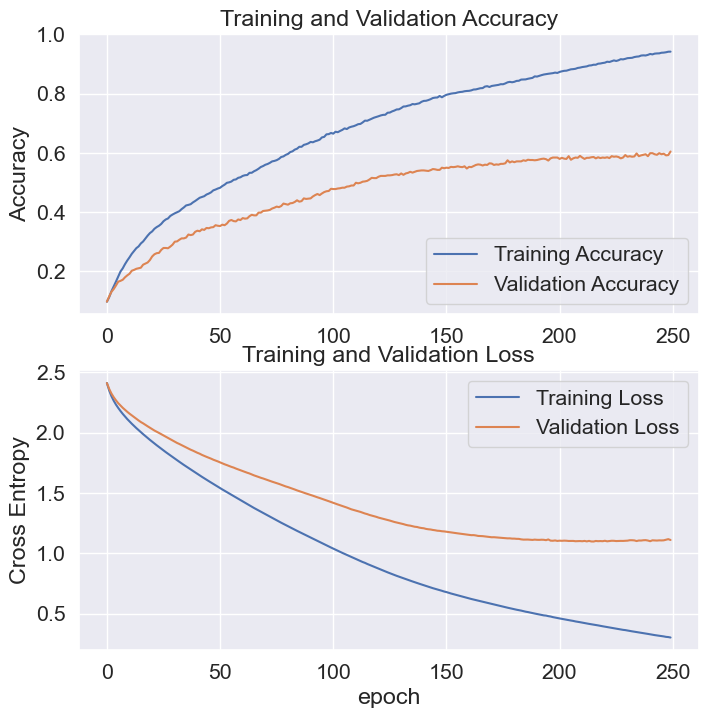 Training and Validation Accuracy
1.0
0.8
0.6
0.4
0.2
Accuracy
Training Accuracy
Validation Accuracy
0 50 100 150 200 250
Training and Validation Loss
2.5
2.0
1.5
1.0
0.5
Cross Entropy
Training Loss
Validation Loss
0 50 100 150 200 250
epoch